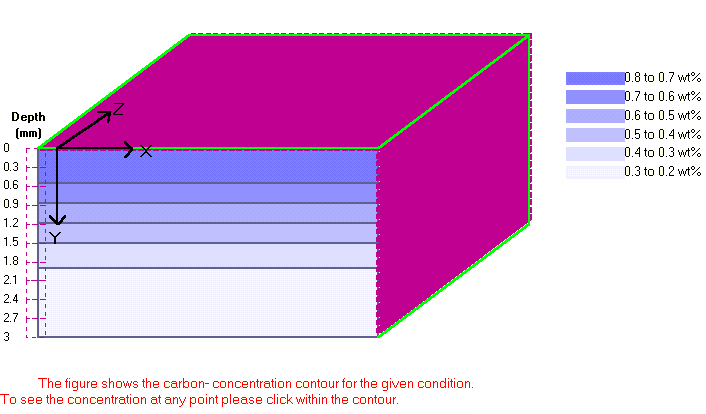 0.8 to 0.7 wt%
0.7 to 0.6 wt%
0.6 to 0.5 wt%
0.5 to 0.4 wt%
0.4 to 0.3 wt%
0.3 to 0.2 wt%
Depth
(mm)
Z
X
Y
0
0.3
0.6
0.9
1.2
1.5
1.8
2.1
2.4
2.7
3
The figure shows the carbon- concentration contour for the given condition.
To see the concentration at any point please click within the contour.